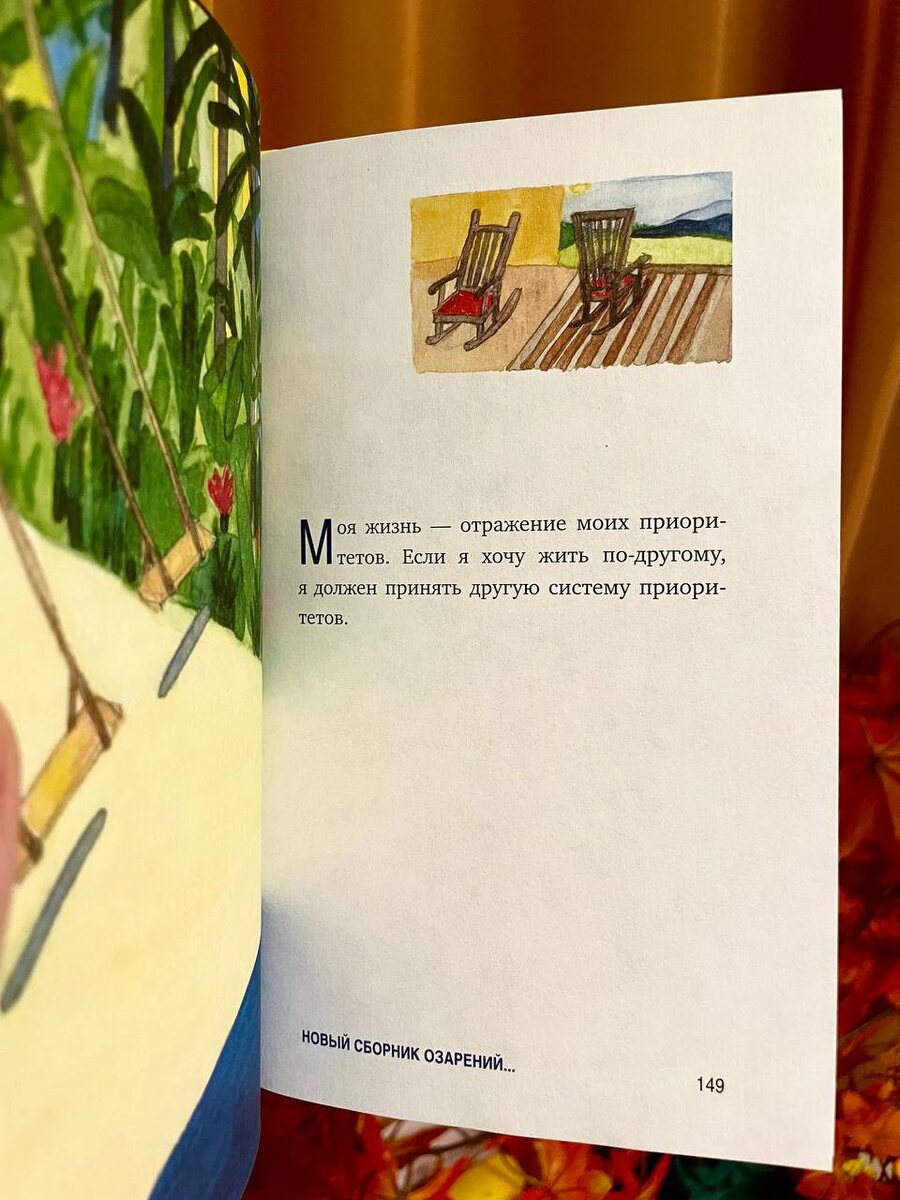 Моя жизнь — отражение моих приори-
тетов. Если я хочу жить по-другому,
я должен принять другую систему приори-
тетов.
НОВЫЙ СБОРНИК ОЗАРЕНИЙ...
149